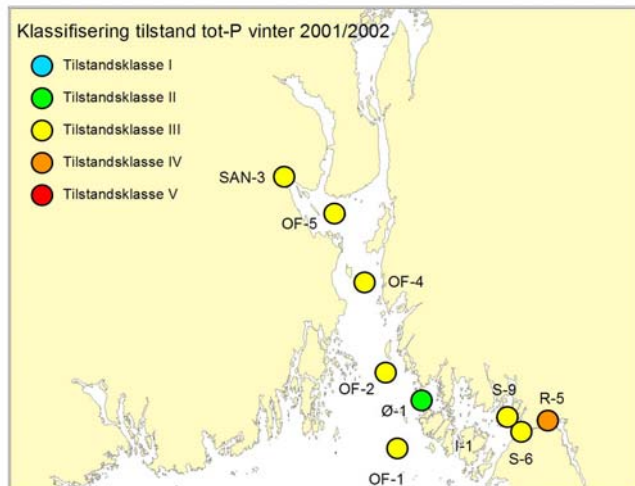 Klassifisering tilstand tot-P vinter 2001/2002
Tilstandsklasse I
Tilstandsklasse II
Tilstandsklasse III
Tilstandsklasse IV
Tilstandsklasse V
SAN-3
OF-5
OF-4
OF-2
Ø-1
S-9
R-5
I-1
S-6
OF-1